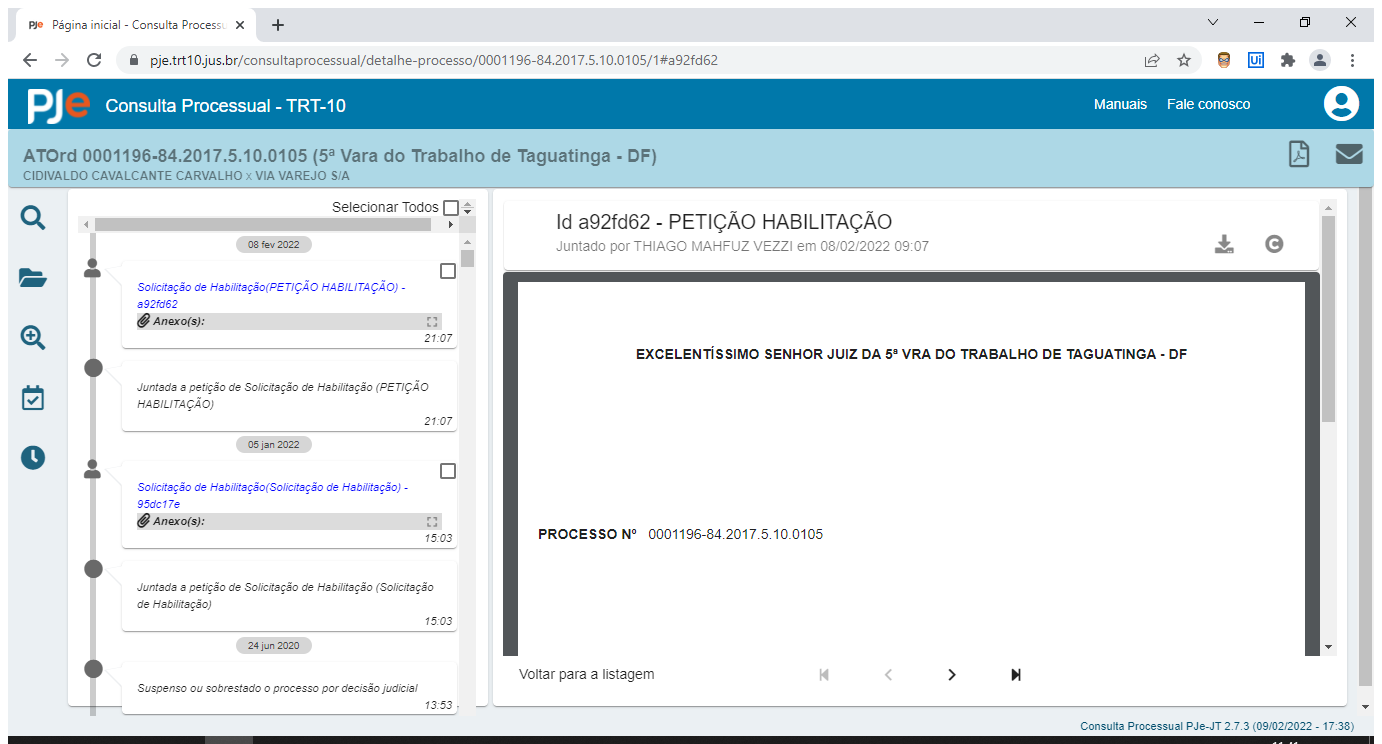 PJe Página inicial - Consulta Process
pje.trt10.jus.br/consultaprocessual/detalhe-processo/0001196-84.2017.5.10.0105/1#a92fd62
Ui
PJe Consulta Processual - TRT-10
Manuais Fale conosco
ATOrd 0001196-84.2017.5.10.0105 (5ª Vara do Trabalho de Taguatinga - DF)
CIDIVALDO CAVALCANTE CARVALHO x VIA VAREJO S/A
Selecionar Todos
08 fev 2022
Solicitação de Habilitação(PETIÇÃO HABILITAÇÃO) -
a92fd62
Anexo(s):
21:07
Juntada a petição de Solicitação de Habilitação (PETIÇÃO
HABILITAÇÃO)
21:07
05 jan 2022
Solicitação de Habilitação(Solicitação de Habilitação) -
95dc17e
Anexo(s):
15:03
Juntada a petição de Solicitação de Habilitação (Solicitação
de Habilitação)
15:03
24 jun 2020
Suspenso ou sobrestado o processo por decisão judicial
13:53
Id a92fd62 - PETIÇÃO HABILITAÇÃO
Juntado por THIAGO MAHFUZ VEZZI em 08/02/2022 09:07
EXCELENTÍSSIMO SENHOR JUIZ DA 5ª VRA DO TRABALHO DE TAGUATINGA - DF
PROCESSO Nº 0001196-84.2017.5.10.0105
Voltar para a listagem
Consulta Processual PJe-JT 2.7.3 (09/02/2022 - 17:38)